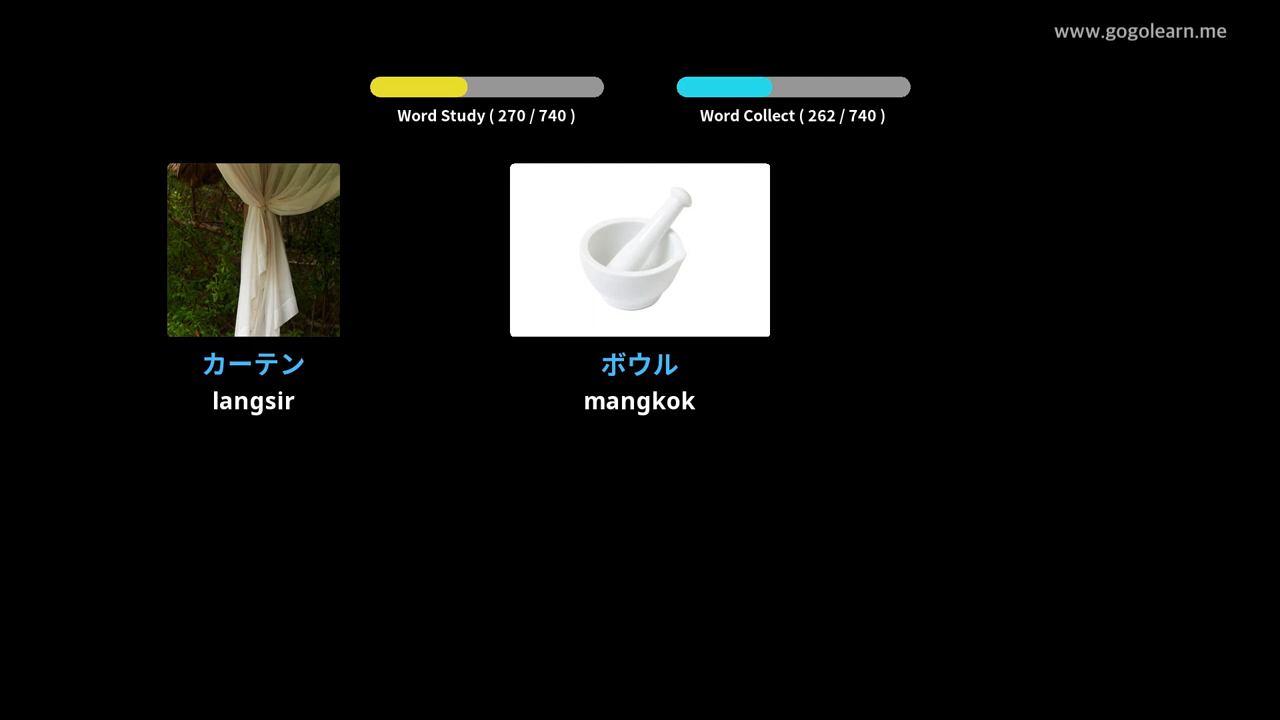 www.gogolearn.me
Word Study ( 270 / 740 )
Word Collect ( 262 / 740 )
カーテン
langsir
ボウル
mangkok